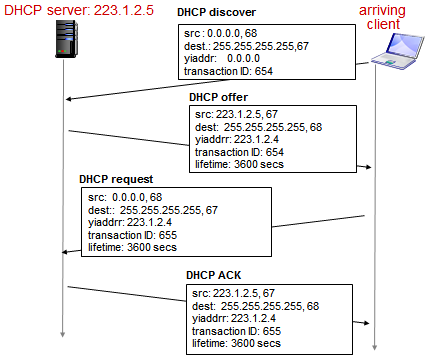 DHCP server: 223.1.2.5
DHCP discover
arriving
client
src : 0.0.0.0, 68
dest.: 255.255.255.255,67
yiaddr: 0.0.0.0
transaction ID: 654
DHCP offer
src: 223.1.2.5, 67
dest: 255.255.255.255, 68
yiaddrr: 223.1.2.4
transaction ID: 654
lifetime: 3600 secs
DHCP request
src: 0.0.0.0, 68
dest:: 255.255.255.255, 67
yiaddrr: 223.1.2.4
transaction ID: 655
lifetime: 3600 secs
DHCP ACK
src: 223.1.2.5, 67
dest: 255.255.255.255, 68
yiaddrr: 223.1.2.4
transaction ID: 655
lifetime: 3600 secs